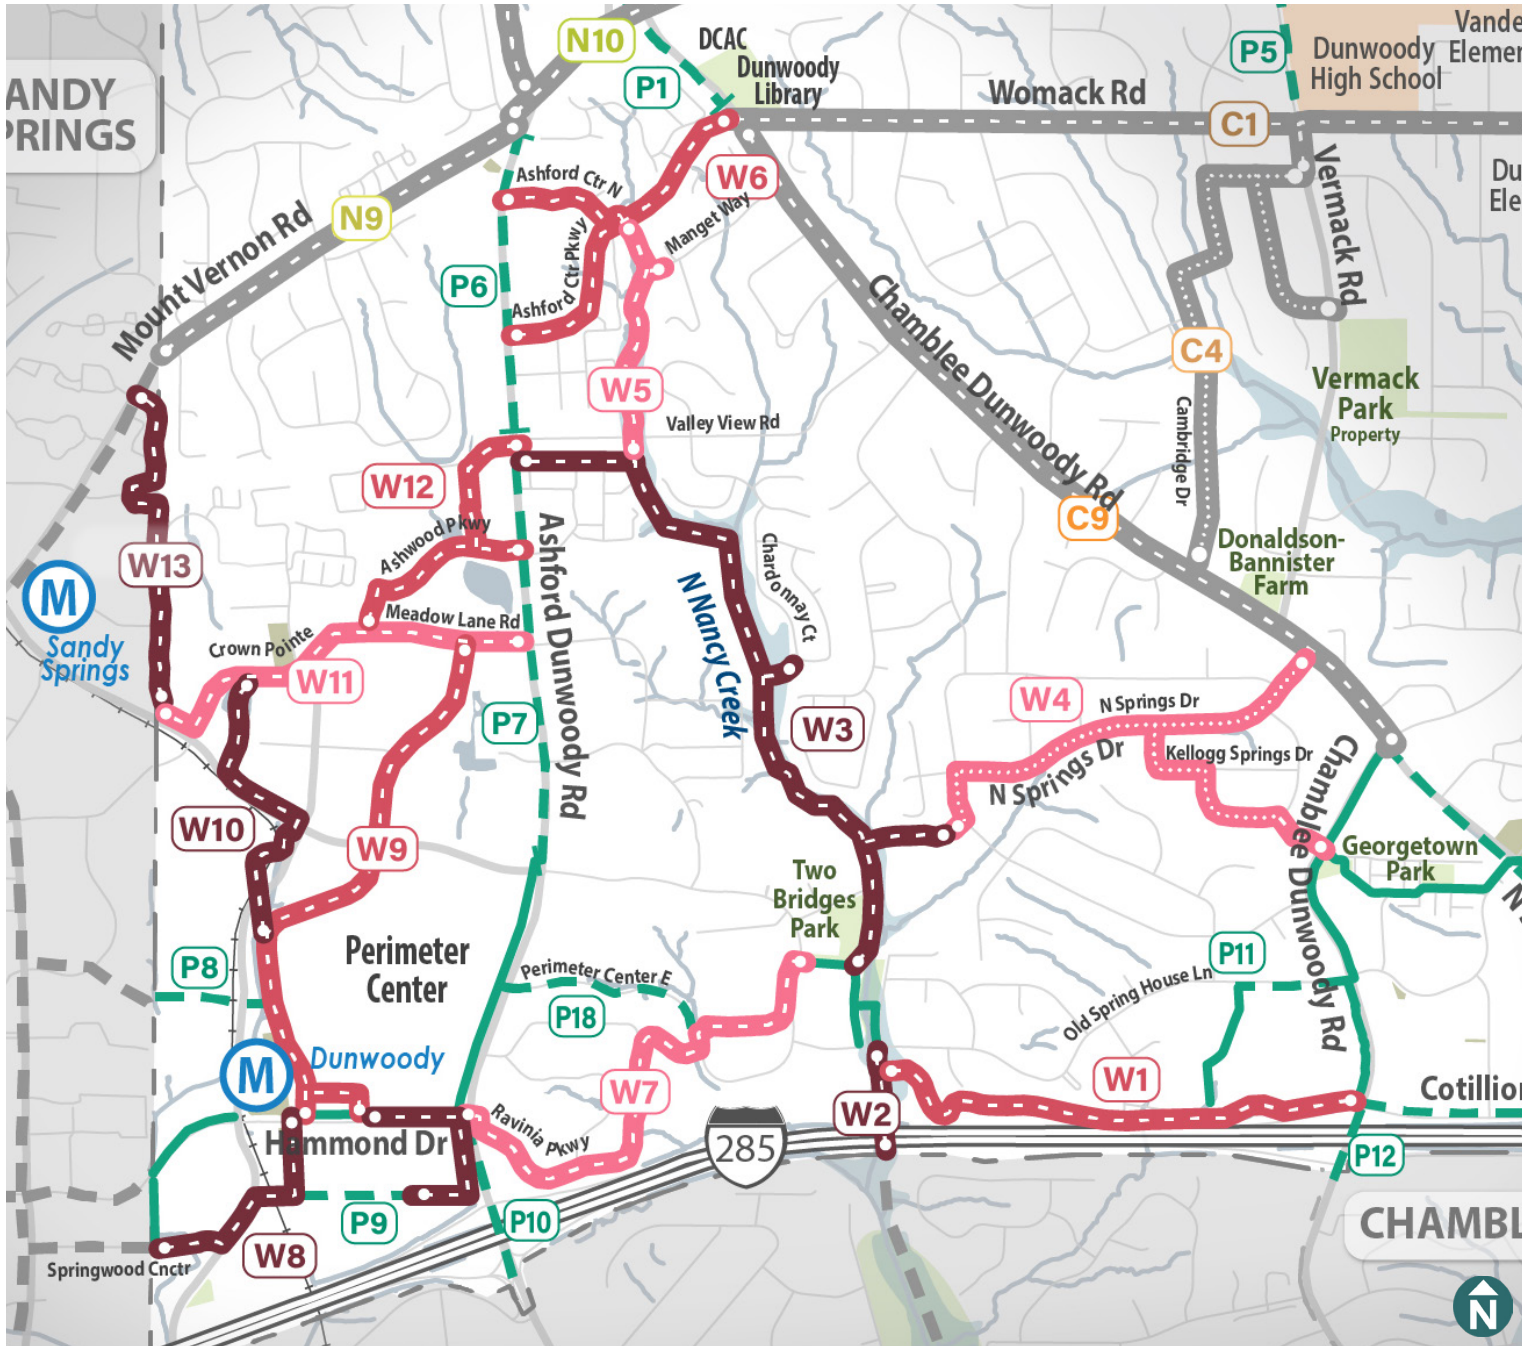 N10
DCAC
Dunwoody
Library
P1
P5
Dunwoody
High School
Vande
Elemen
ANDY
PRINGS
Womack Rd
C1
Ashford Ctr N
W6
Vermack Rd
Du
Ele
N9
Mount Vernon Rd
Manget Way
P6
Ashford Ctr Pkwy
Chamblee Dunwoody Rd
C4
W5
Vermack
Park
Property
Cambridge Dr
Valley View Rd
W12
C9
Ashwood Pkwy
Ashford Dunwoody Rd
Chardonnay Ct
Donaldson-
Bannister
Farm
W13
M
Sandy
Springs
N Nancy Creek
Meadow Lane Rd
Crown Pointe
W11
P7
W3
W4
N Springs Dr
Kellogg Springs Dr
N Springs Dr
Chamblee Dunwoody Rd
W10
W9
Georgetown
Park
Two
Bridges
Park
N
Perimeter
Center
P8
Perimeter Center E
P18
P11
Old Spring House Ln
M
Dunwoody
W7
W1
Cotillion
W2
Hammond Dr
Ravinia Pkwy
285
P12
P9
P10
W8
CHAMBL
Springwood Cnctr
N